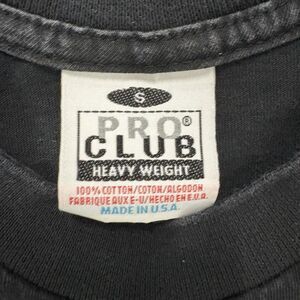 S
PRO®
CLUB
HEAVY WEIGHT
100% COTTON/COTON/ALGODON
FABRIQUE AUX E-U/HECHO EN E.U.A.
MADE IN U.S.A.